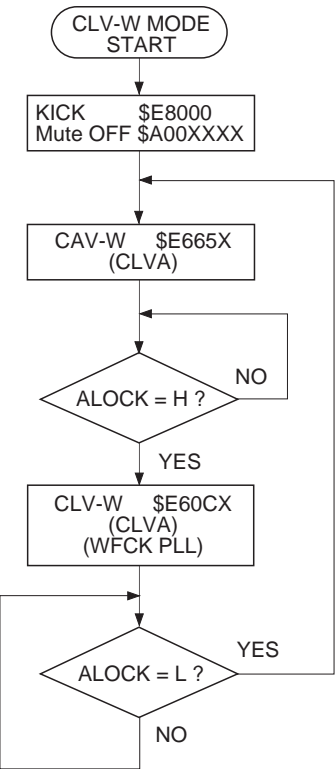 CLV-W MODE
START
KICK $E8000
Mute OFF $A00XXXX
CAV-W $E665X
(CLVA)
ALOCK = H ?
NO
YES
CLV-W $E60CX
(CLVA)
(WFCK PLL)
ALOCK = L ?
YES
NO